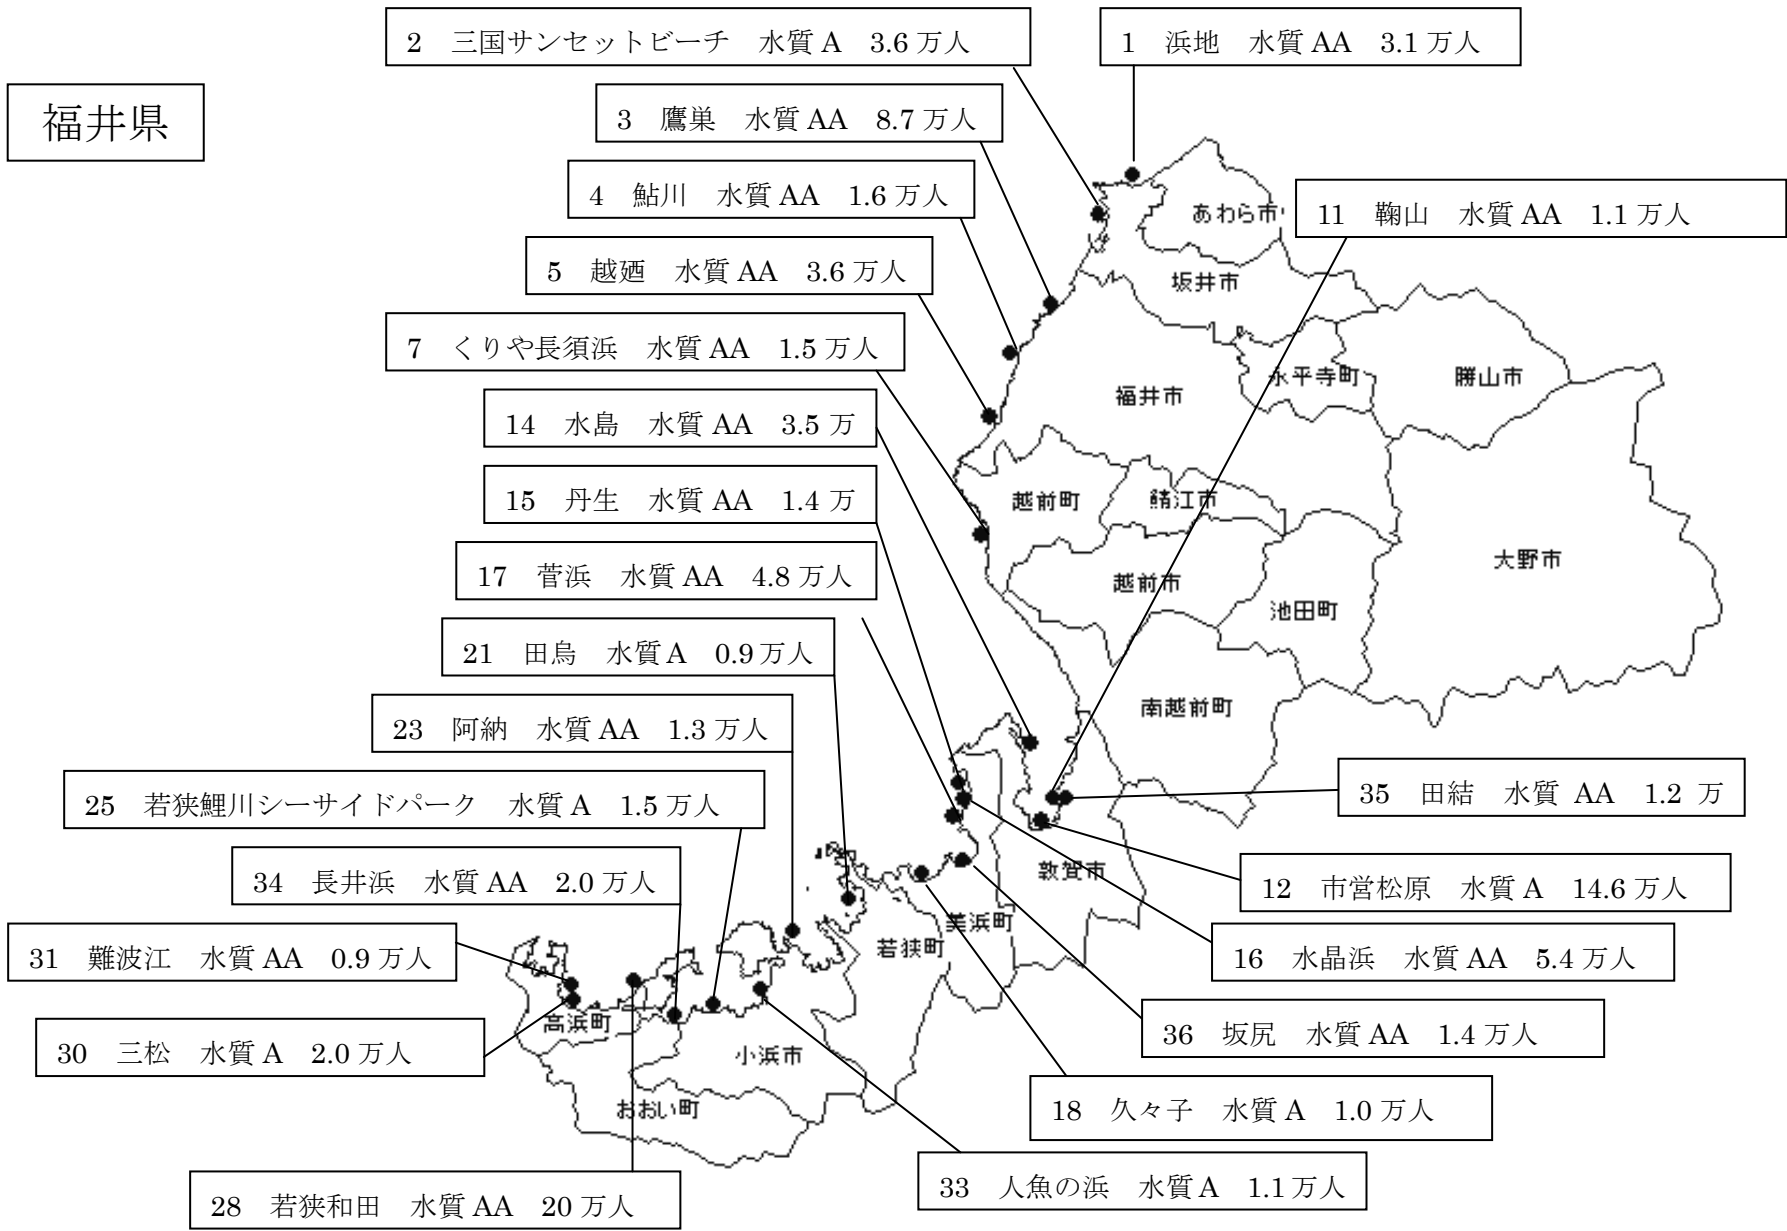 2　三国サンセットビーチ　水質 A　3.6 万人
1　浜地　水質 AA　3.1 万人
福井県
3　鷹巣　水質 AA　8.7 万人
4　鮎川　水質 AA　1.6 万人
11　鞠山　水質 AA　1.1 万人
あわら市
5　越廼　水質 AA　3.6 万人
坂井市
7　くりや長須浜　水質 AA　1.5 万人
永平寺町
勝山市
福井市
14　水島　水質 AA　3.5 万
15　丹生　水質 AA　1.4 万
越前町
鯖江市
大野市
17　菅浜　水質 AA　4.8 万人
越前市
池田町
21　田烏　水質 A　0.9 万人
南越前町
23　阿納　水質 AA　1.3 万人
25　若狭鯉川シーサイドパーク　水質 A　1.5 万人
35　田結　水質 AA　1.2 万
34　長井浜　水質 AA　2.0 万人
敦賀市
12　市営松原　水質 A　14.6 万人
美浜町
若狭町
31　難波江　水質 AA　0.9 万人
16　水晶浜　水質 AA　5.4 万人
高浜町
36　坂尻　水質 AA　1.4 万人
30　三松　水質 A　2.0 万人
小浜市
おおい町
18　久々子　水質 A　1.0 万人
33　人魚の浜　水質 A　1.1 万人
28　若狭和田　水質 AA　20 万人